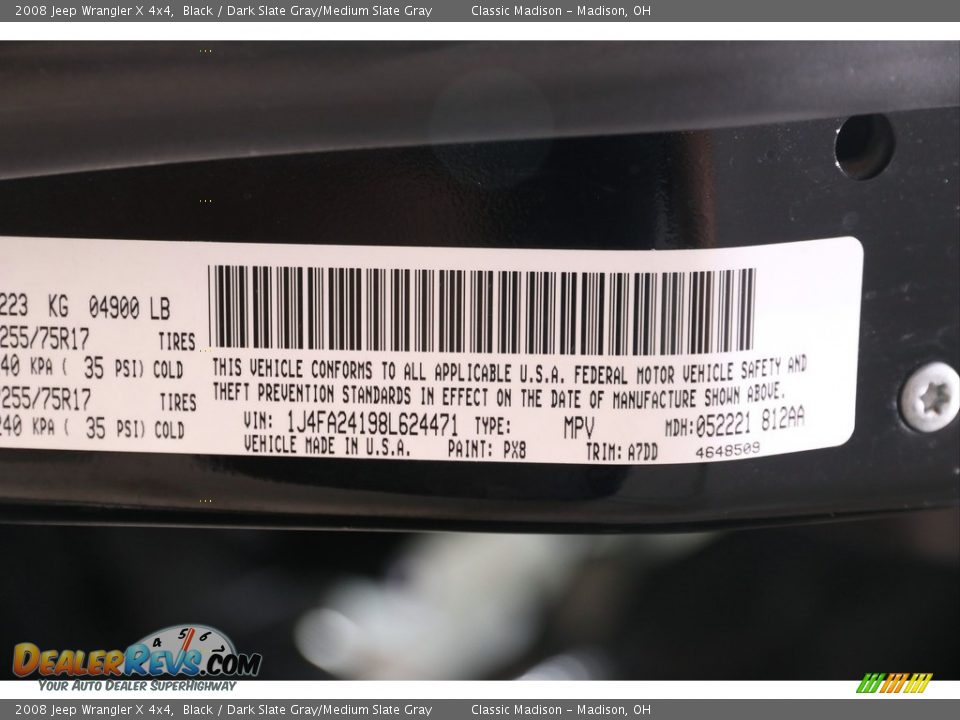 2008 Jeep Wrangler X 4x4, Black / Dark Slate Gray/Medium Slate Gray Classic Madison - Madison, OH
223 KG 04900 LB
255/75R17 TIRES
40 KPA ( 35 PSI) COLD
255/75R17 TIRES
240 KPA ( 35 PSI) COLD
THIS VEHICLE CONFORMS TO ALL APPLICABLE U.S.A. FEDERAL MOTOR VEHICLE SAFETY AND
THEFT PREVENTION STANDARDS IN EFFECT ON THE DATE OF MANUFACTURE SHOWN ABOVE.
VIN: 1J4FA24198L624471 TYPE: MPV MDH:052221 812AA
VEHICLE MADE IN U.S.A. PAINT: PX8 TRIM: A7DD 4648509
4 5 6
DEALERREVS.COM
YOUR AUTO DEALER SUPERHIGHWAY
2008 Jeep Wrangler X 4x4, Black / Dark Slate Gray/Medium Slate Gray Classic Madison - Madison, OH